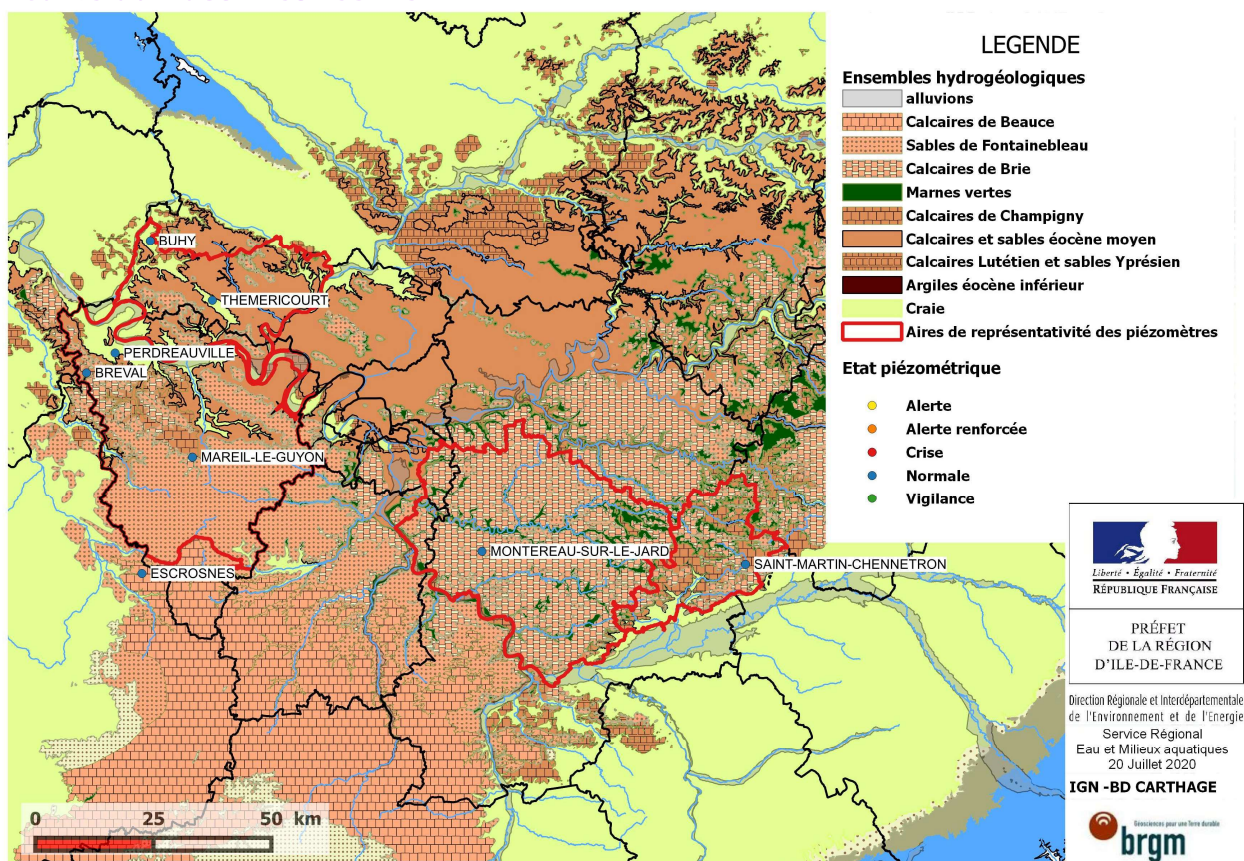 LEGENDE
Ensembles hydrogéologiques
alluvions
Calcaires de Beauce
Sables de Fontainebleau
Calcaires de Brie
Marnes vertes
Calcaires de Champigny
Calcaires et sables éocène moyen
Calcaires Lutétien et sables Yprésien
Argiles éocène inférieur
Craie
Aires de représentativité des piézomètres
Etat piézométrique
Alerte
Alerte renforcée
Crise
Normale
Vigilance
BUHY
THEMERICOURT
PERDREAUVILLE
BREVAL
MAREIL-LE-GUYON
MONTEREAU-SUR-LE-JARD
SAINT-MARTIN-CHENNETRON
ESCROSNES
0 25 50 km
Liberté • Égalité • Fraternité
RÉPUBLIQUE FRANÇAISE
PRÉFET
DE LA RÉGION
D'ILE-DE-FRANCE
Direction Régionale et Interdépartementale
de l'Environnement et de l'Energie
Service Régional
Eau et Milieux aquatiques
20 Juillet 2020
IGN -BD CARTHAGE
Géosciences pour une Terre durable
brgm